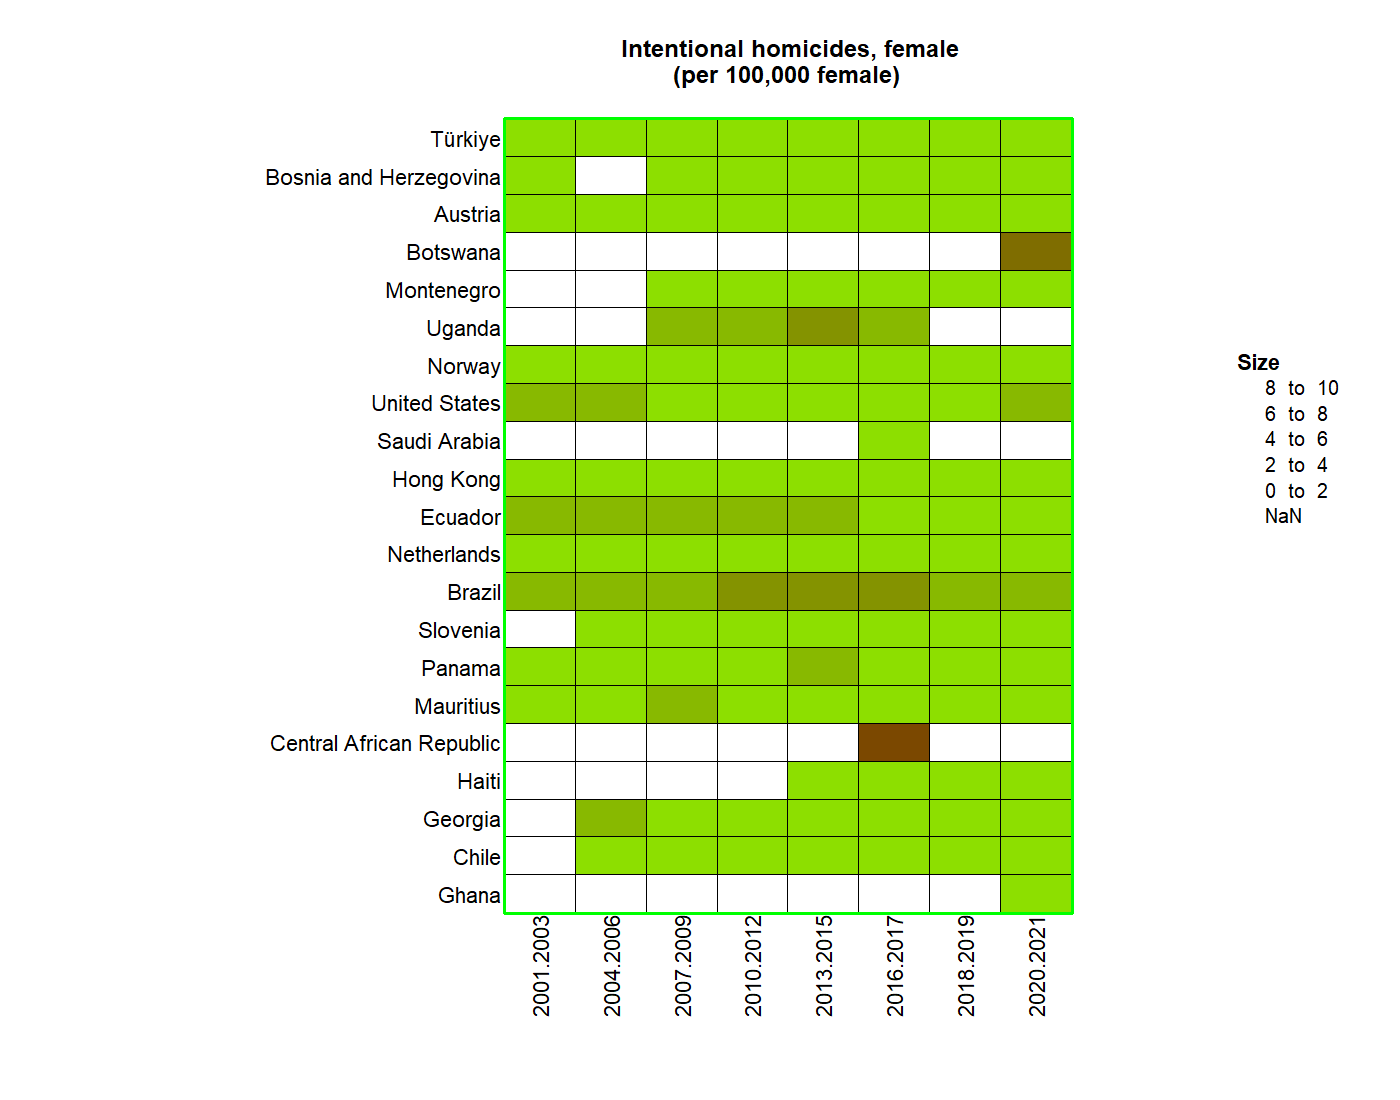 Intentional homicides, female
(per 100,000 female)
Türkiye
Bosnia and Herzegovina
Austria
Botswana
Montenegro
Uganda
Norway
United States
Saudi Arabia
Hong Kong
Ecuador
Netherlands
Brazil
Slovenia
Panama
Mauritius
Central African Republic
Haiti
Georgia
Chile
Ghana
2001.2003
2004.2006
2007.2009
2010.2012
2013.2015
2016.2017
2018.2019
2020.2021
Size
8 to 10
6 to 8
4 to 6
2 to 4
0 to 2
NaN